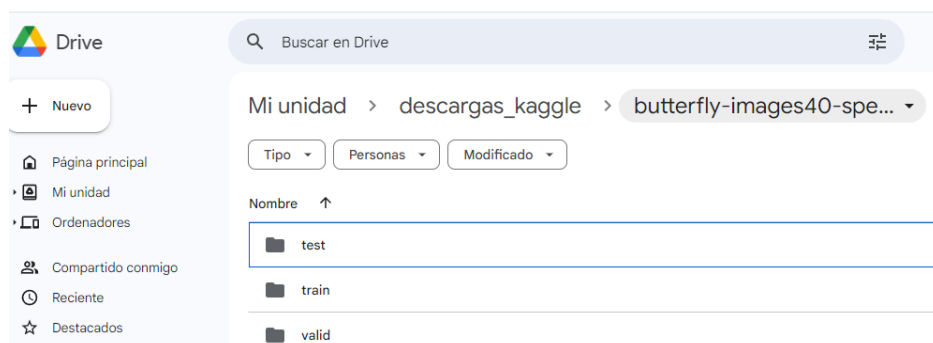 Drive
Buscar en Drive
Nuevo
Mi unidad > descargas_kaggle > butterfly-images40-spe...
Tipo Personas Modificado
Página principal
Mi unidad
Ordenadores
Compartido conmigo
Reciente
Destacados
Nombre
test
train
valid